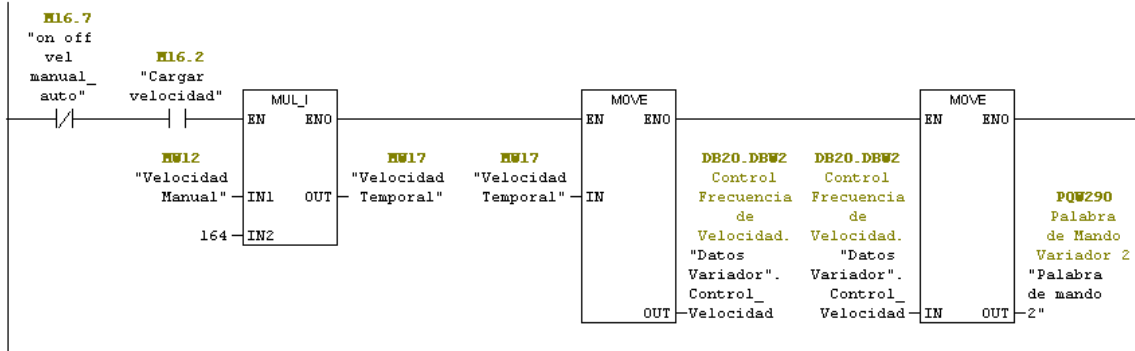 M16.7
"on off
vel
manual_
auto"
M16.2
"Cargar
velocidad"
MUL_I
EN ENO
MW12
"Velocidad
Manual"
IN1 OUT
164
IN2
MW17
"Velocidad
Temporal"
MOVE
EN ENO
MW17
"Velocidad
Temporal"
IN
OUT
DB20.DBW2
Control
Frecuencia
de
Velocidad.
"Datos
Variador".
Control_
Velocidad
MOVE
EN ENO
DB20.DBW2
Control
Frecuencia
de
Velocidad.
"Datos
Variador".
Control_
Velocidad
IN OUT
PQW290
Palabra
de Mando
Variador 2
"Palabra
de mando
2"